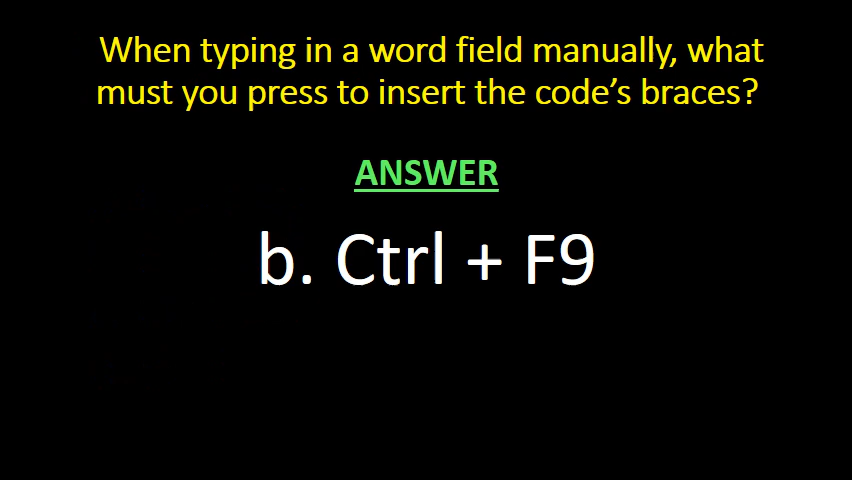 When typing in a word field manually, what
must you press to insert the code’s braces?
ANSWER
b. Ctrl + F9